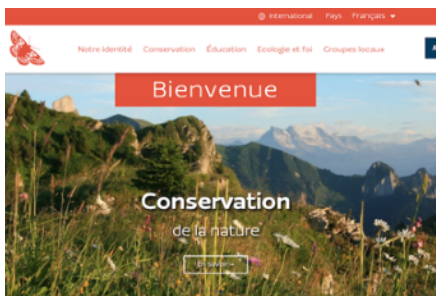 International Pays Français
Notre identité Conservation Éducation Ecologie et foi Groupes locaux
Bienvenue
Conservation
de la nature
En savoir +